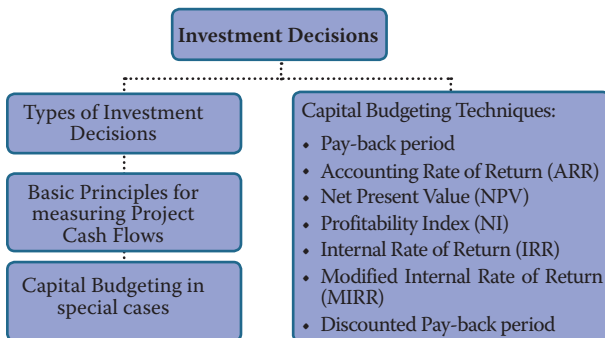 Investment Decisions
Types of Investment
Decisions
Basic Principles for
measuring Project
Cash Flows
Capital Budgeting in
special cases
Capital Budgeting Techniques:
• Pay-back period
• Accounting Rate of Return (ARR)
• Net Present Value (NPV)
• Profitability Index (NI)
• Internal Rate of Return (IRR)
• Modified Internal Rate of Return
(MIRR)
• Discounted Pay-back period